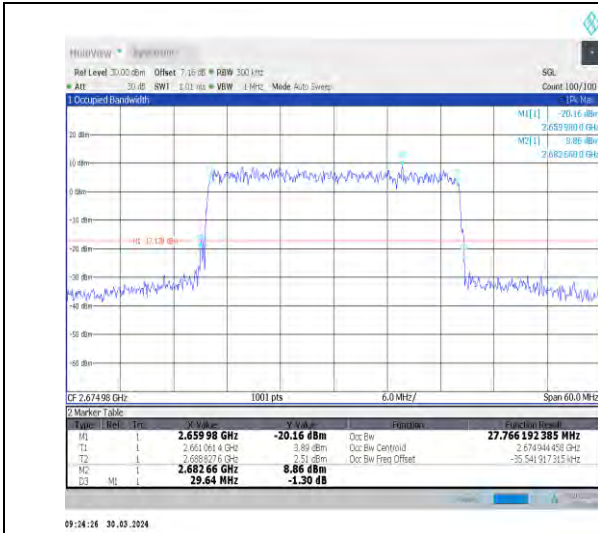 MultiView Spectrum
Ref Level 30.00 dBm Offset 7.16 dB RBW 300 kHz SGL
Att 30 dB SWT 1.01 ms VBW 1 MHz Mode Auto Sweep Count 100/100
1 Occupied Bandwidth 1Pk Max
M1[1] -20.16 dBm
2.659980 0 GHz
M2[1] 8.86 dBm
2.682660 0 GHz
20 dBm
10 dBm
0 dBm
-10 dBm
-20 dBm
-30 dBm
-40 dBm
-50 dBm
-60 dBm
CF 2.67498 GHz 1001 pts 6.0 MHz/ Span 60.0 MHz
2 Marker Table
Type Ref Trc X-Value Y-Value Function Function Result
M1 1 2.659 98 GHz -20.16 dBm Occ Bw 27.766 192 385 MHz
T1 1 2.661 061 4 GHz 3.89 dBm Occ Bw Centroid 2.674 944 458 GHz
T2 1 2.688 827 6 GHz 2.51 dBm Occ Bw Freq Offset -35.541 917 315 kHz
M2 1 2.682 66 GHz 8.86 dBm
D3 M1 1 29.64 MHz -1.30 dB
09:24:26 30.03.2024